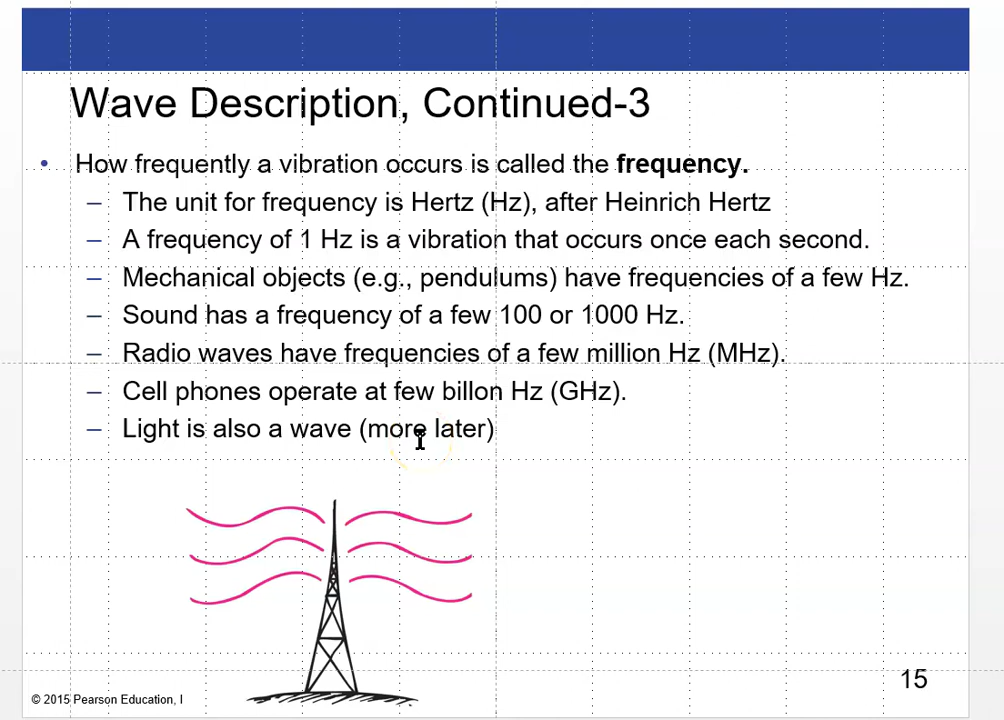 Wave Description, Continued-3
• How frequently a vibration occurs is called the frequency.
– The unit for frequency is Hertz (Hz), after Heinrich Hertz
– A frequency of 1 Hz is a vibration that occurs once each second.
– Mechanical objects (e.g., pendulums) have frequencies of a few Hz.
– Sound has a frequency of a few 100 or 1000 Hz.
– Radio waves have frequencies of a few million Hz (MHz).
– Cell phones operate at few billon Hz (GHz).
– Light is also a wave (more later)
15
© 2015 Pearson Education, I